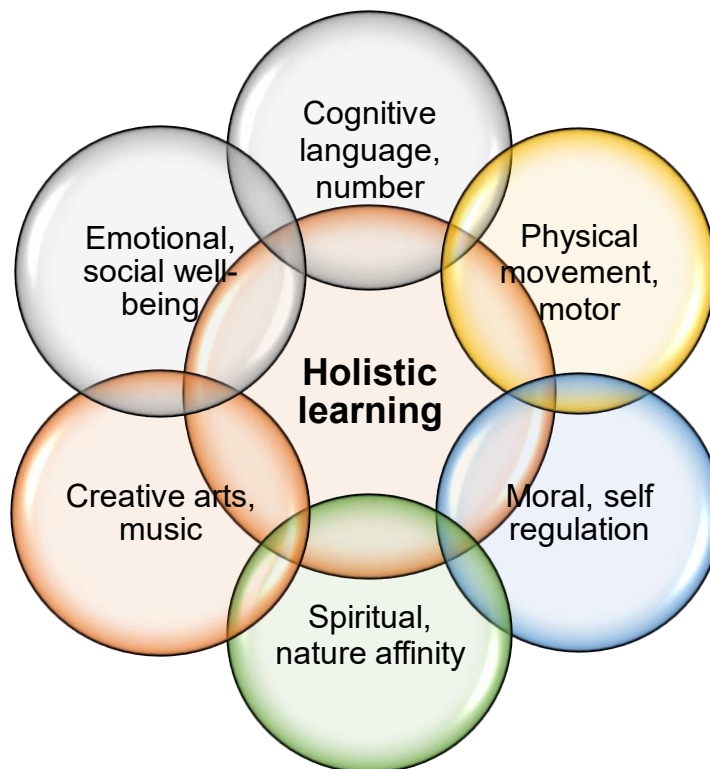 Cognitive
language,
number
Physical
movement,
motor
Moral, self
regulation
Spiritual,
nature affinity
Creative arts,
music
Emotional,
social well-
being
Holistic
learning